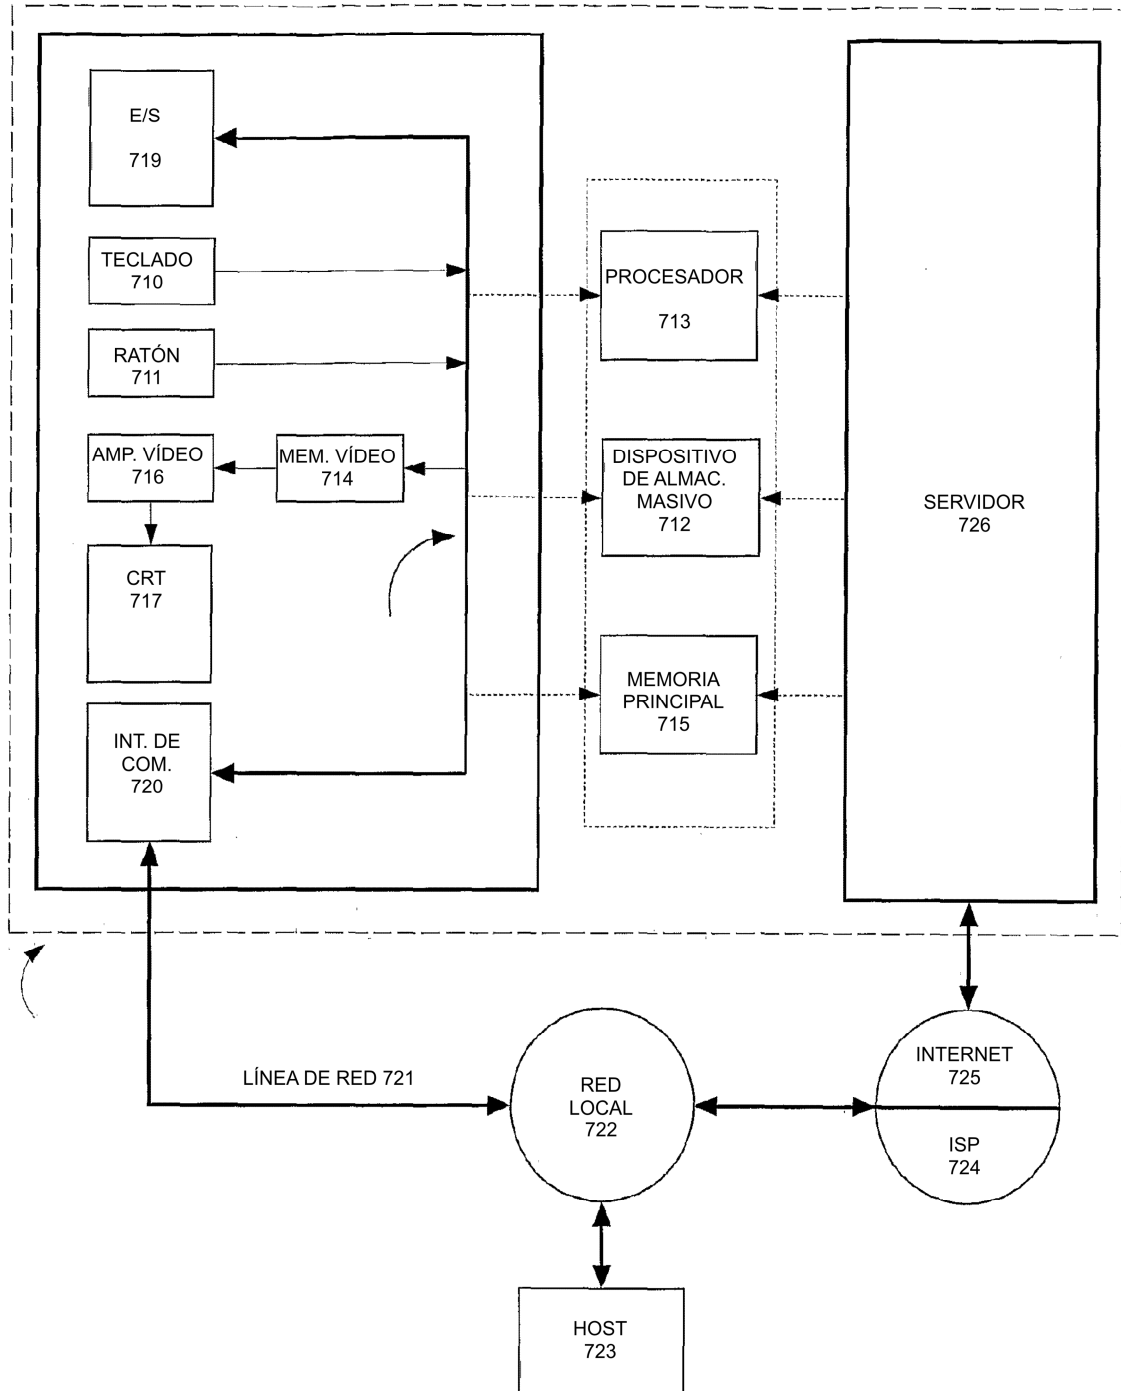 E/S
719
TECLADO
710
RATÓN
711
AMP. VÍDEO
716
MEM. VÍDEO
714
CRT
717
INT. DE
COM.
720
PROCESADOR
713
DISPOSITIVO
DE ALMAC.
MASIVO
712
MEMORIA
PRINCIPAL
715
SERVIDOR
726
LÍNEA DE RED 721
RED
LOCAL
722
INTERNET
725
ISP
724
HOST
723